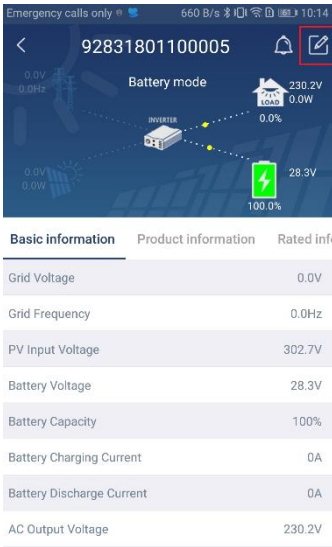 Emergency calls only 660 B/s 10:14
92831801100005
0.0V
0.0Hz
Battery mode
230.2V
LOAD 0.0W
INVERTER
0.0%
0.0V
0.0W
28.3V
100.0%
Basic information Product information Rated inf
Grid Voltage 0.0V
Grid Frequency 0.0Hz
PV Input Voltage 302.7V
Battery Voltage 28.3V
Battery Capacity 100%
Battery Charging Current 0A
Battery Discharge Current 0A
AC Output Voltage 230.2V